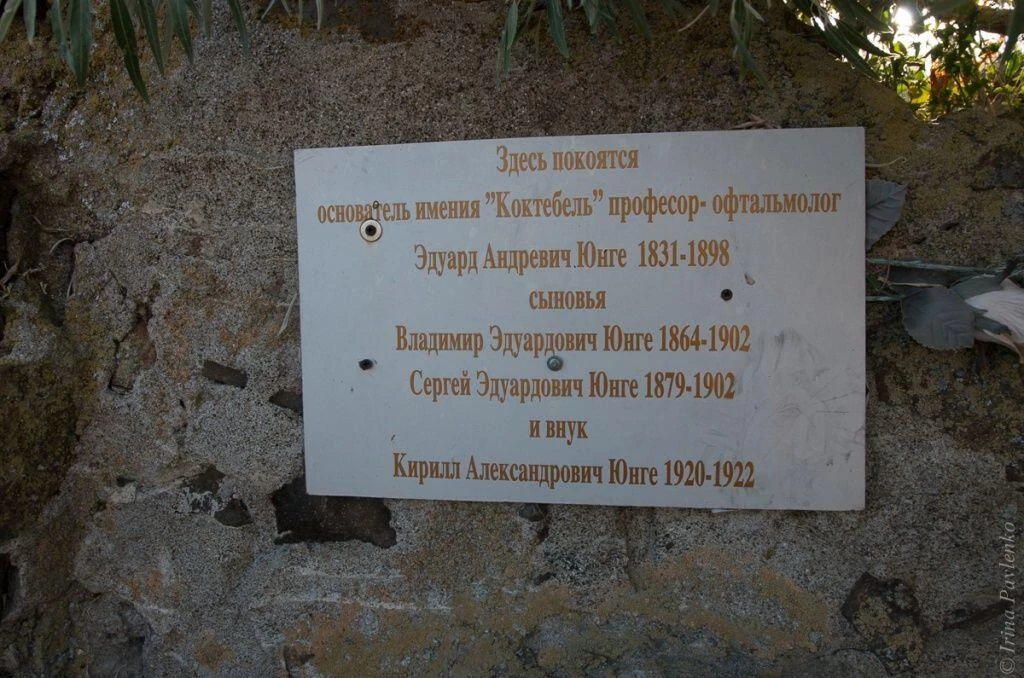 Здесь покоятся
основатель имения "Коктебель" професор- офтальмолог
Эдуард Андревич Юнге 1831-1898
сыновья
Владимир Эдуардович Юнге 1864-1902
Сергей Эдуардович Юнге 1879-1902
и внук
Кирилл Александрович Юнге 1920-1922
© Irina Pavlenko